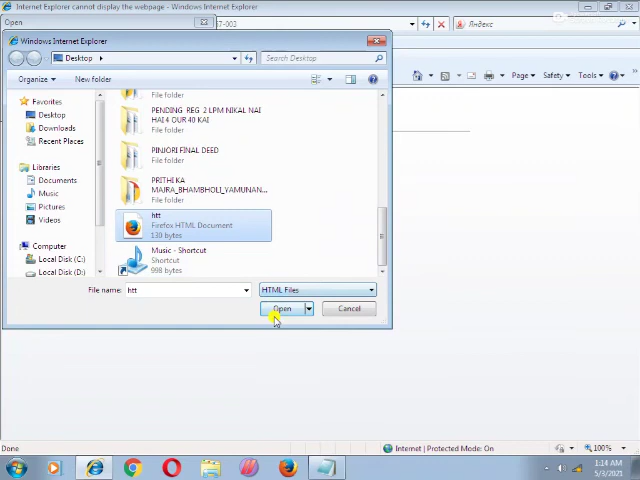 Internet Explorer cannot display the webpage - Windows Internet Explorer
Open
7-003
Яндекс
Windows Internet Explorer
Desktop
Search Desktop
Organize
New folder
Page
Safety
Tools
Favorites
Desktop
Downloads
Recent Places
Libraries
Documents
Music
Pictures
Videos
Computer
Local Disk (C:)
Local Disk (D:)
File folder
PENDING REG 2 LPM NIKAL NAI
HAI 4 OUR 40 KAI
File folder
PINJORI FINAL DEED
File folder
PRITHI KA
MAJRA_BHAMBHOLI_YAMUNAN...
File folder
htt
Firefox HTML Document
130 bytes
Music - Shortcut
Shortcut
998 bytes
File name: htt
HTML Files
Open
Cancel
Done
Internet | Protected Mode: On
100%
1:14 AM
5/3/2021